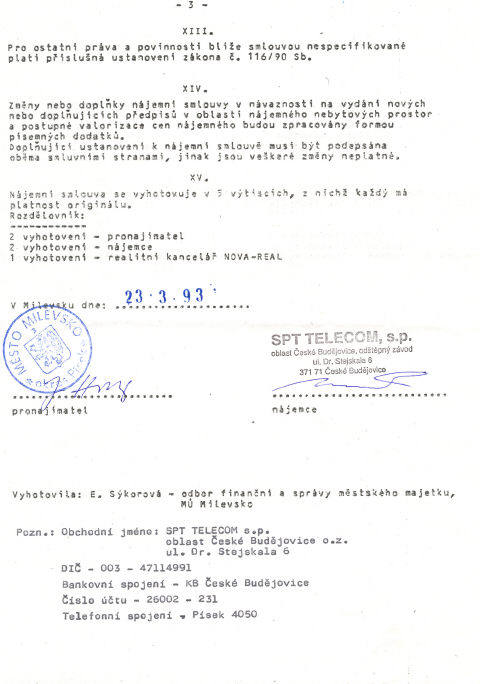 - 3 -
XIII.
Pro ostatní práva a povinnosti blíže smlouvou nespecifikované
platí příslušná ustanovení zákona č. 116/90 Sb.
XIV.
Změny nebo doplňky nájemní smlouvy v návaznosti na vydání nových
nebo doplňujících předpisů v oblasti nájemného nebytových prostor
a postupné valorizace cen nájemného budou zpracovány formou
písemných dodatků.
Doplňující ustanovení k nájemní smlouvě musí být podepsána
oběma smluvními stranami, jinak jsou veškeré změny neplatné.
XV.
Nájemní smlouva se vyhotovuje v 5 výtiscích, z nichž každý má
platnost originálu.
Rozdělovník:
------------
2 vyhotovení - pronajímatel
2 vyhotovení - nájemce
1 vyhotovení - realitní kancelář NOVA-REAL
V Milevsku dne: 23.3.93
MĚSTO MILEVSKO
okres Písek
SPT TELECOM, s.p.
oblast České Budějovice, odštěpný závod
ul. Dr. Stejskala 6
371 71 České Budějovice
pronajímatel
nájemce
Vyhotovila: E. Sýkorová - odbor finanční a správy městského majetku,
MÚ Milevsko
Pozn.: Obchodní jméno: SPT TELECOM s.p.
oblast České Budějovice o.z.
ul. Dr. Stejskala 6
DIČ - 003 - 47114991
Bankovní spojení - KB České Budějovice
Číslo účtu - 26002 - 231
Telefonní spojení - Písek 4050